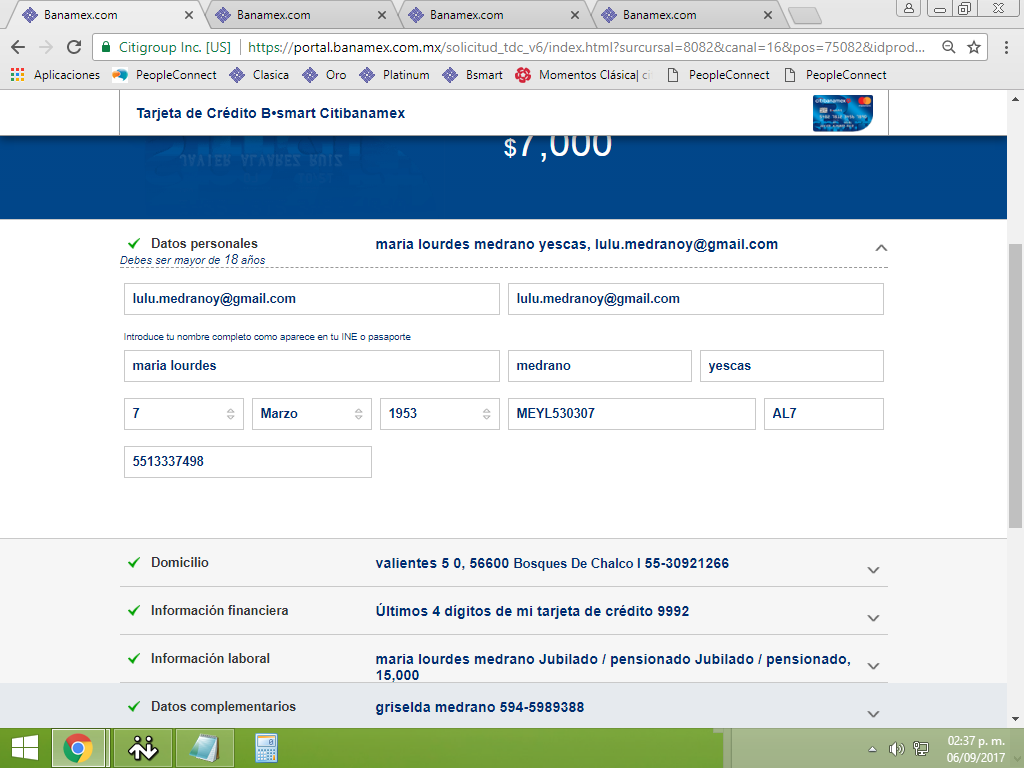 Banamex.com
Banamex.com
Banamex.com
Banamex.com
Citigroup Inc. [US] https://portal.banamex.com.mx/solicitud_tdc_v6/index.html?surcursal=8082&canal=16&pos=75082&idprod...
Aplicaciones PeopleConnect Clasica Oro Platinum Bsmart Momentos Clásica| ci PeopleConnect PeopleConnect
Tarjeta de Crédito B•smart Citibanamex
citibanamex
$7,000
Datos personales maria lourdes medrano yescas, lulu.medranoy@gmail.com
Debes ser mayor de 18 años
lulu.medranoy@gmail.com lulu.medranoy@gmail.com
Introduce tu nombre completo como aparece en tu INE o pasaporte
maria lourdes medrano yescas
7 Marzo 1953 MEYL530307 AL7
5513337498
Domicilio valientes 5 0, 56600 Bosques De Chalco I 55-30921266
Información financiera Últimos 4 dígitos de mi tarjeta de crédito 9992
Información laboral maria lourdes medrano Jubilado / pensionado Jubilado / pensionado,
15,000
Datos complementarios griselda medrano 594-5989388
02:37 p. m.
06/09/2017